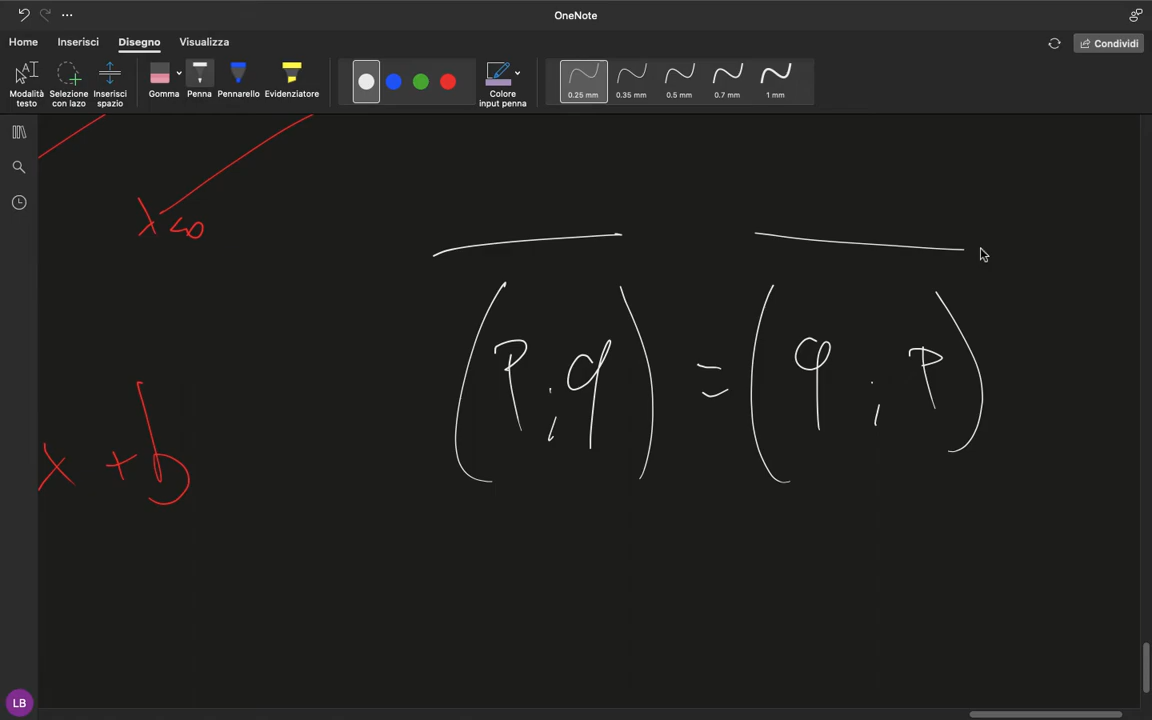 OneNote
Home Inserisci Disegno Visualizza
Condividi
Modalità testo
Selezione con lazo
Inserisci spazio
Gomma
Penna
Pennarello
Evidenziatore
Colore input penna
0.25 mm
0.35 mm
0.5 mm
0.7 mm
1 mm
x<0
(P ; q) = (q ; P)
x + b
LB